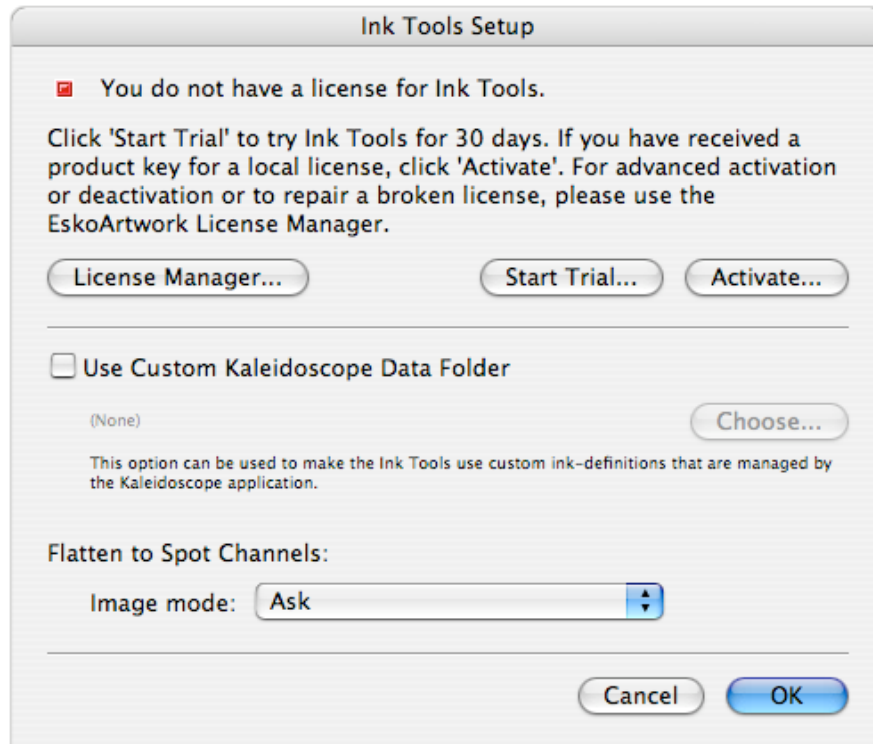 Ink Tools Setup
You do not have a license for Ink Tools.
Click 'Start Trial' to try Ink Tools for 30 days. If you have received a
product key for a local license, click 'Activate'. For advanced activation
or deactivation or to repair a broken license, please use the
EskoArtwork License Manager.
License Manager... Start Trial... Activate...
Use Custom Kaleidoscope Data Folder
(None) Choose...
This option can be used to make the Ink Tools use custom ink-definitions that are managed by
the Kaleidoscope application.
Flatten to Spot Channels:
Image mode: Ask
Cancel OK